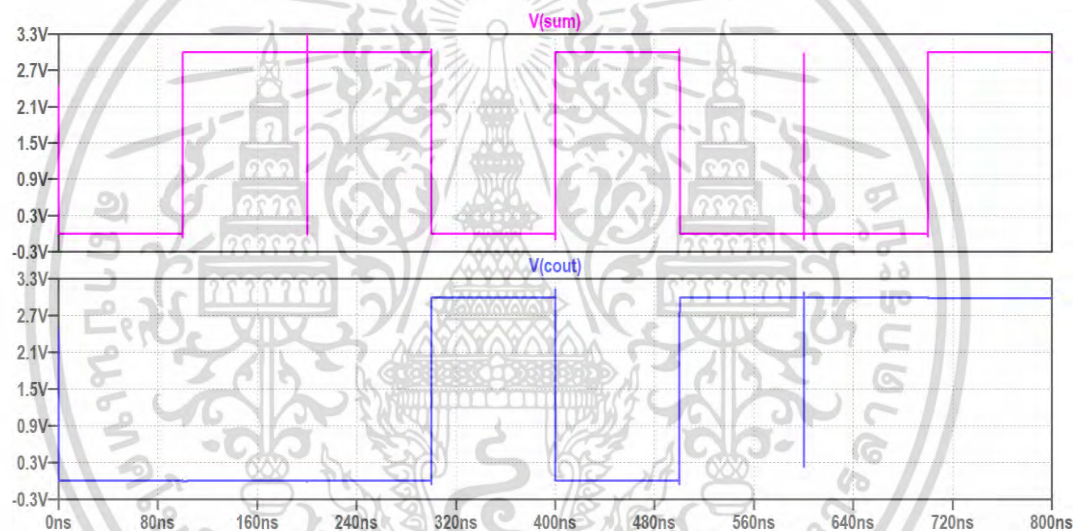 V(sum)
3.3V
2.7V
2.1V
1.5V
0.9V
0.3V
-0.3V
V(cout)
3.3V
2.7V
2.1V
1.5V
0.9V
0.3V
-0.3V
0ns 80ns 160ns 240ns 320ns 400ns 480ns 560ns 640ns 720ns 800ns